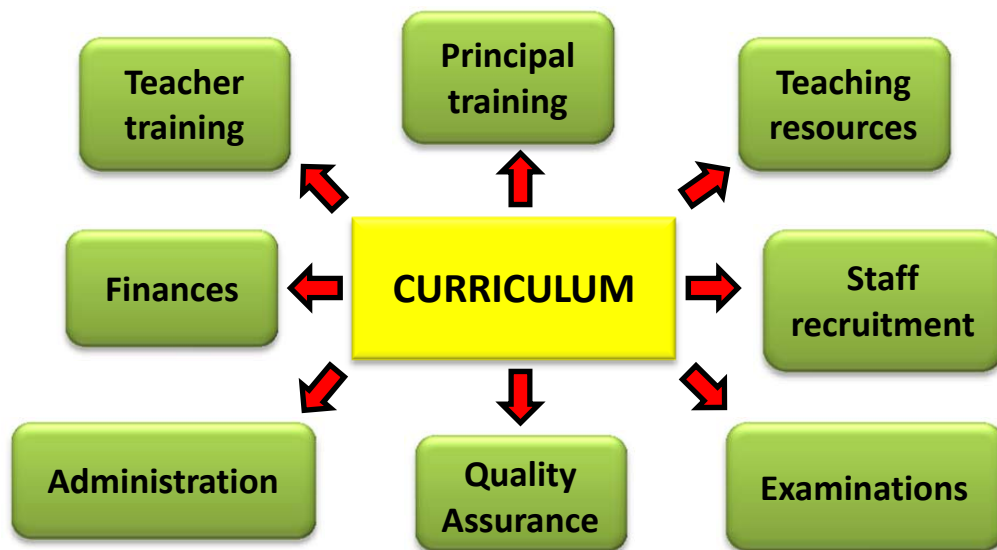 Teacher
training
Principal
training
Teaching
resources
Finances
CURRICULUM
Staff
recruitment
Administration
Quality
Assurance
Examinations